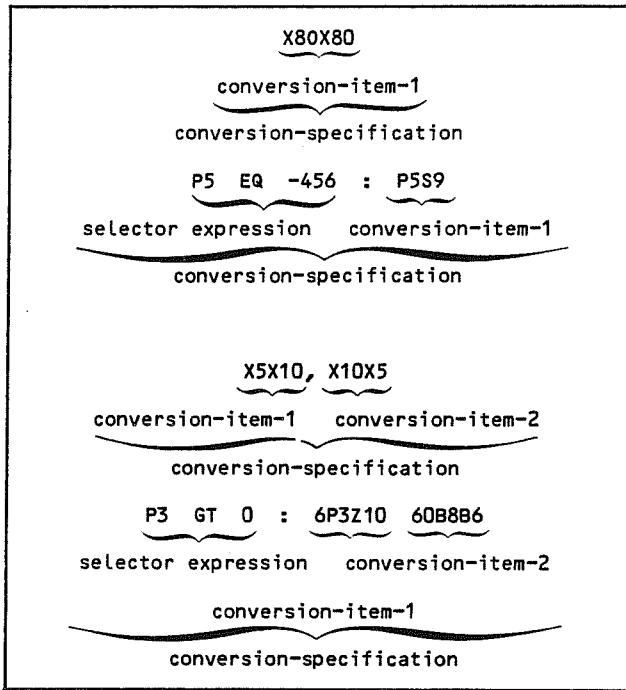 X80X80
conversion-item-1
conversion-specification
P5 EQ -456 : P5S9
selector expression conversion-item-1
conversion-specification
X5X10, X10X5
conversion-item-1 conversion-item-2
conversion-specification
P3 GT 0 : 6P3Z10 60B8B6
selector expression conversion-item-2
conversion-item-1
conversion-specification